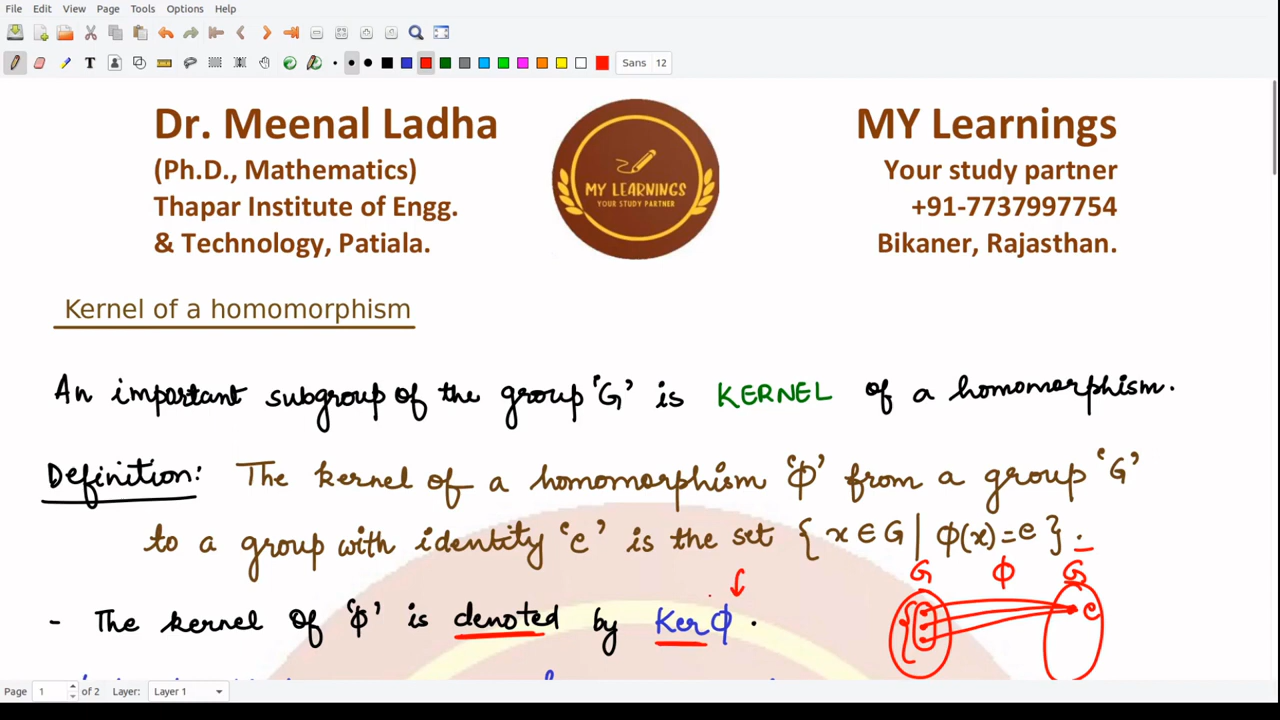 File Edit View Page Tools Options Help
Sans 12
Dr. Meenal Ladha
(Ph.D., Mathematics)
Thapar Institute of Engg.
& Technology, Patiala.
MY LEARNINGS
YOUR STUDY PARTNER
MY Learnings
Your study partner
+91-7737997754
Bikaner, Rajasthan.
Kernel of a homomorphism
An important subgroup of the group 'G' is KERNEL of a homomorphism.
Definition: The kernel of a homomorphism 'ϕ' from a group 'G'
to a group with identity 'e' is the set { x ∈ G | ϕ(x)=e }.
G ϕ G
e
- The kernel of 'ϕ' is denoted by Ker ϕ.
Page 1 of 2 Layer: Layer 1